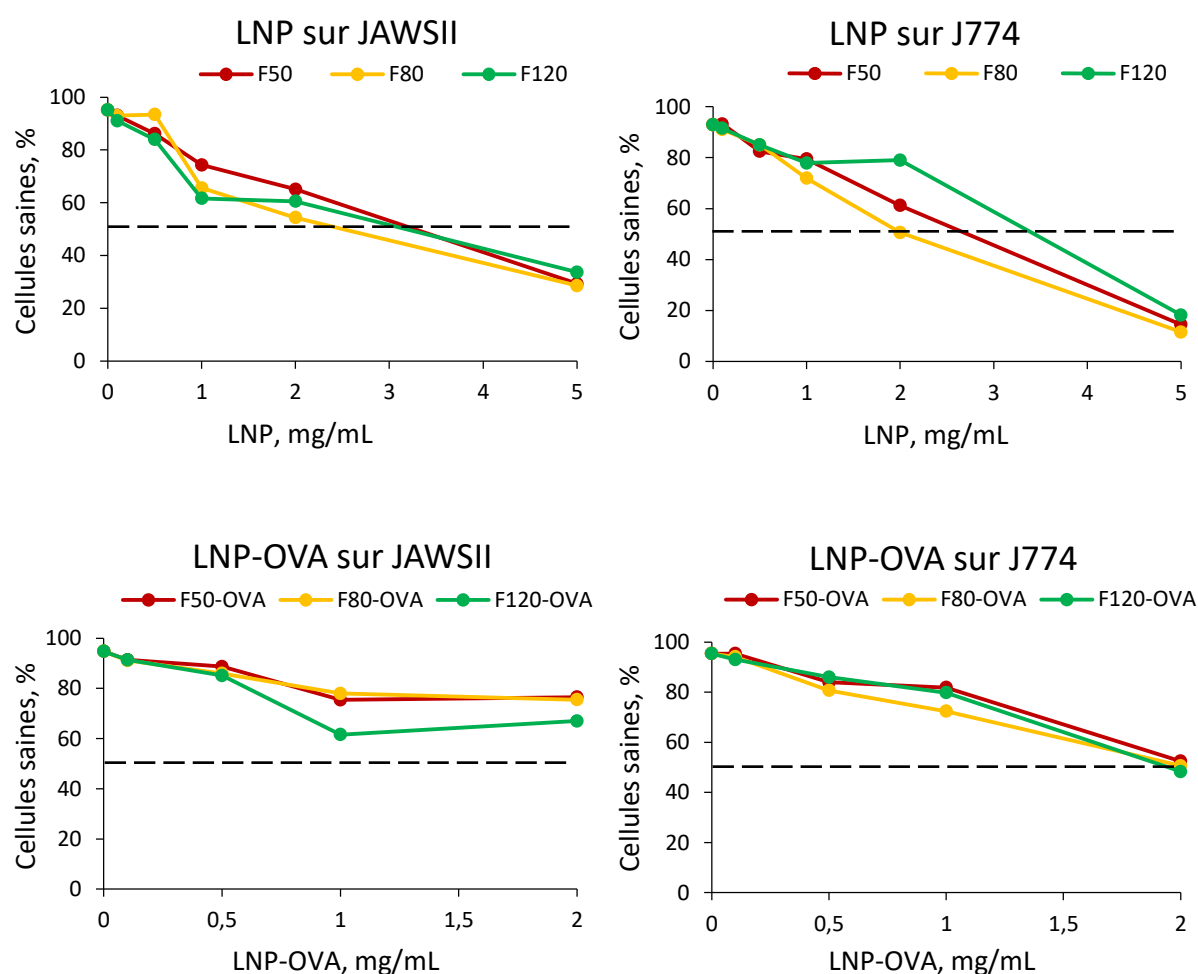 LNP sur JAWSII
F50 F80 F120
100
80
60
40
20
0
Cellules saines, %
0 1 2 3 4 5
LNP, mg/mL
LNP sur J774
F50 F80 F120
100
80
60
40
20
0
Cellules saines, %
0 1 2 3 4 5
LNP, mg/mL
LNP-OVA sur JAWSII
F50-OVA F80-OVA F120-OVA
100
80
60
40
20
0
Cellules saines, %
0 0,5 1 1,5 2
LNP-OVA, mg/mL
LNP-OVA sur J774
F50-OVA F80-OVA F120-OVA
100
80
60
40
20
0
Cellules saines, %
0 0,5 1 1,5 2
LNP-OVA, mg/mL